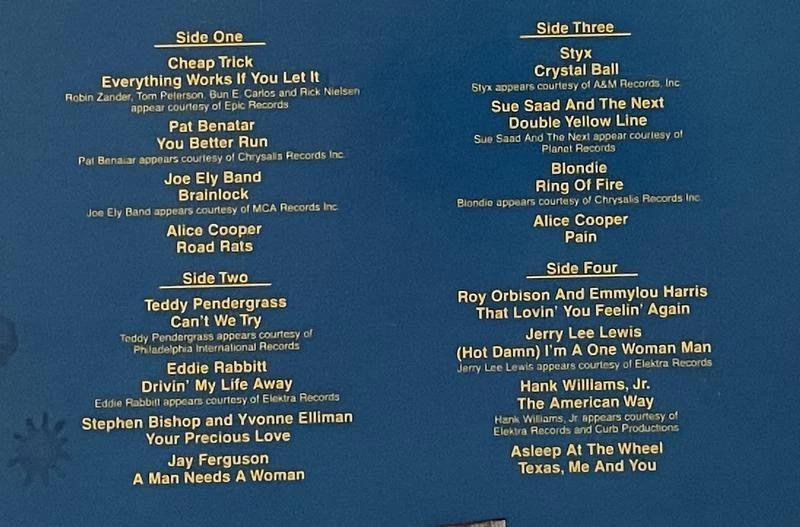 Side One
Cheap Trick
Everything Works If You Let It
Robin Zander, Tom Peterson, Bun E. Carlos and Rick Nielsen
appear courtesy of Epic Records
Pat Benatar
You Better Run
Pat Benatar appears courtesy of Chrysalis Records Inc.
Joe Ely Band
Brainlock
Joe Ely Band appears courtesy of MCA Records Inc.
Alice Cooper
Road Rats
Side Two
Teddy Pendergrass
Can't We Try
Teddy Pendergrass appears courtesy of
Philadelphia International Records
Eddie Rabbitt
Drivin' My Life Away
Eddie Rabbitt appears courtesy of Elektra Records
Stephen Bishop and Yvonne Elliman
Your Precious Love
Jay Ferguson
A Man Needs A Woman
Side Three
Styx
Crystal Ball
Styx appears courtesy of A&M Records, Inc.
Sue Saad And The Next
Double Yellow Line
Sue Saad And The Next appear courtesy of
Planet Records
Blondie
Ring Of Fire
Blondie appears courtesy of Chrysalis Records Inc.
Alice Cooper
Pain
Side Four
Roy Orbison And Emmylou Harris
That Lovin' You Feelin' Again
Jerry Lee Lewis
(Hot Damn) I'm A One Woman Man
Jerry Lee Lewis appears courtesy of Elektra Records
Hank Williams, Jr.
The American Way
Hank Williams, Jr. appears courtesy of
Elektra Records and Curb Productions
Asleep At The Wheel
Texas, Me And You